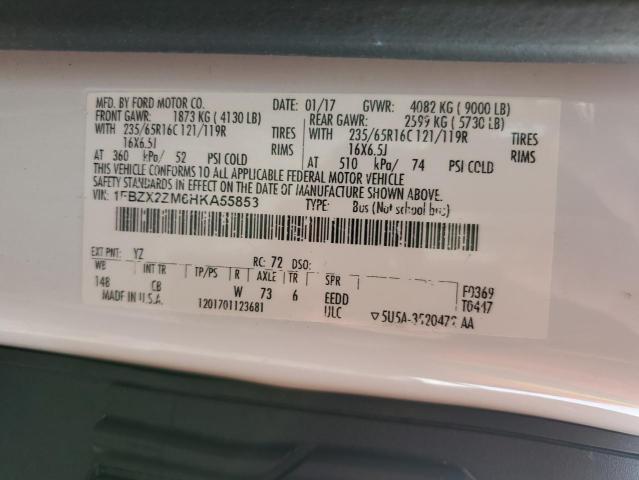 MFD. BY FORD MOTOR CO. DATE: 01/17 GVWR: 4082 KG ( 9000 LB)
FRONT GAWR: 1873 KG ( 4130 LB) REAR GAWR: 2599 KG ( 5730 LB)
WITH 235/65R16C 121/119R TIRES WITH 235/65R16C 121/119R TIRES
16X6.5J RIMS 16X6.5J RIMS
AT 360 kPa/ 52 PSI COLD AT 510 kPa/ 74 PSI COLD
THIS VEHICLE CONFORMS TO ALL APPLICABLE FEDERAL MOTOR VEHICLE
SAFETY STANDARDS IN EFFECT ON THE DATE OF MANUFACTURE SHOWN ABOVE.
VIN: 1FBZX2ZM6HKA55853 TYPE: Bus (Not school bus)
EXT PNT: YZ RC: 72 DSO:
WB INT TR TP/PS R AXLE TR SPR F0369
148 CB W 73 6 EEDD T0417
MADE IN U.S.A. 1201701123681 ULC